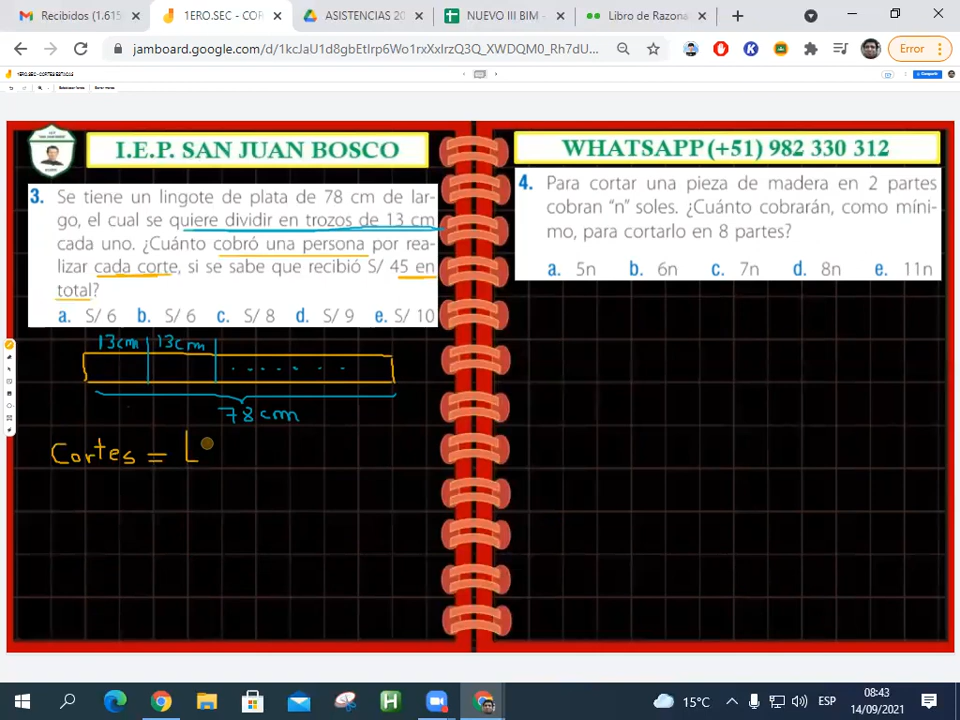 Recibidos (1.615
1ERO.SEC - COR
ASISTENCIAS 20
NUEVO III BIM -
Libro de Razona
jamboard.google.com/d/1kcJaU1d8gbEtIrp6Wo1rxXxIrzQ3Q_XWDQM0_Rh7dU...
Error
I.E.P. SAN JUAN BOSCO
3. Se tiene un lingote de plata de 78 cm de lar-
go, el cual se quiere dividir en trozos de 13 cm
cada uno. ¿Cuánto cobró una persona por rea-
lizar cada corte, si se sabe que recibió S/ 45 en
total?
a. S/ 6 b. S/ 6 c. S/ 8 d. S/ 9 e. S/ 10
13cm 13cm
78cm
Cortes = L
WHATSAPP (+51) 982 330 312
4. Para cortar una pieza de madera en 2 partes
cobran “n” soles. ¿Cuánto cobrarán, como míni-
mo, para cortarlo en 8 partes?
a. 5n b. 6n c. 7n d. 8n e. 11n
15°C
ESP
08:43
14/09/2021